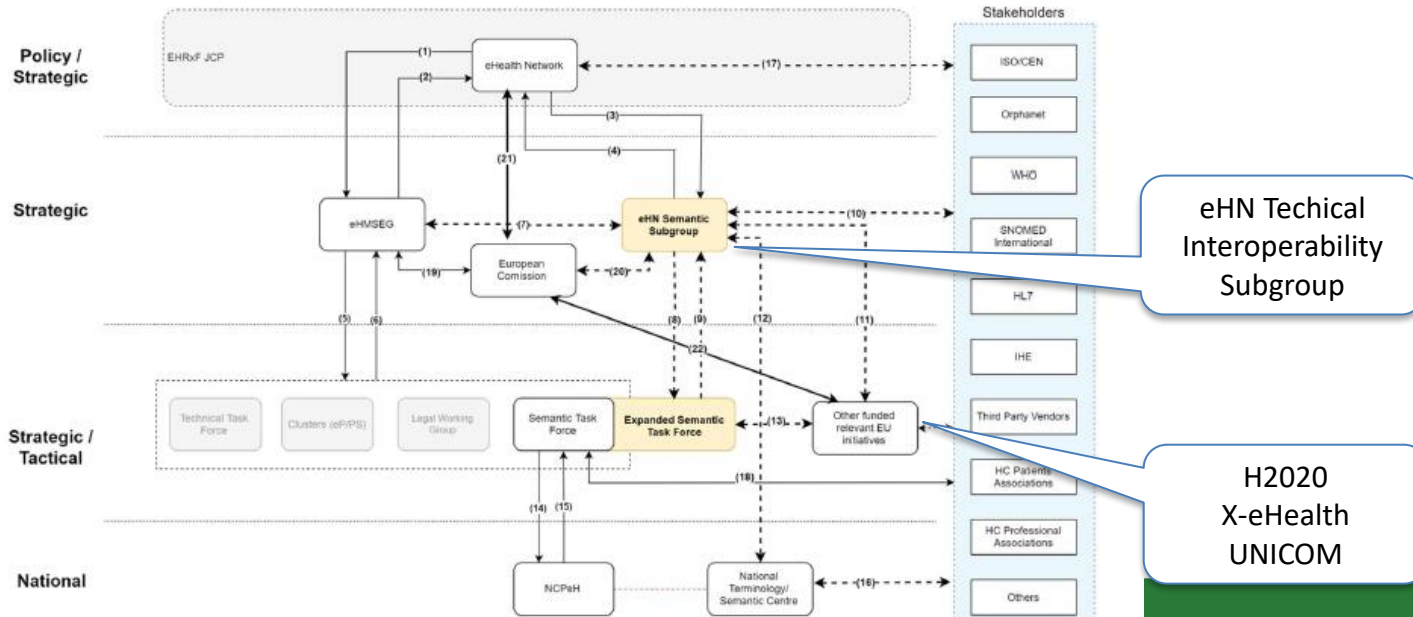 Stakeholders
Policy /
Strategic
EHRxF JCP
(1)
(2)
eHealth Network
(17)
ISO/CEN
(3)
Orphanet
(4)
(21)
WHO
Strategic
eHMSEG
(7)
eHN Semantic
Subgroup
(10)
SNOMED
International
eHN Techical
Interoperability
Subgroup
(19)
European
Comission
(20)
HL7
(5)
(6)
(8)
(9)
(12)
(11)
(22)
IHE
Strategic /
Tactical
Technical Task
Force
Clusters (eP/PS)
Legal Working
Group
Semantic Task
Force
Expanded Semantic
Task Force
(13)
Other funded
relevant EU
initiatives
Third Party Vendors
(18)
HC Patients
Associations
H2020
X-eHealth
UNICOM
(14)
(15)
HC Professional
Associations
National
NCPeH
National
Terminology/
Semantic Centre
(16)
Others